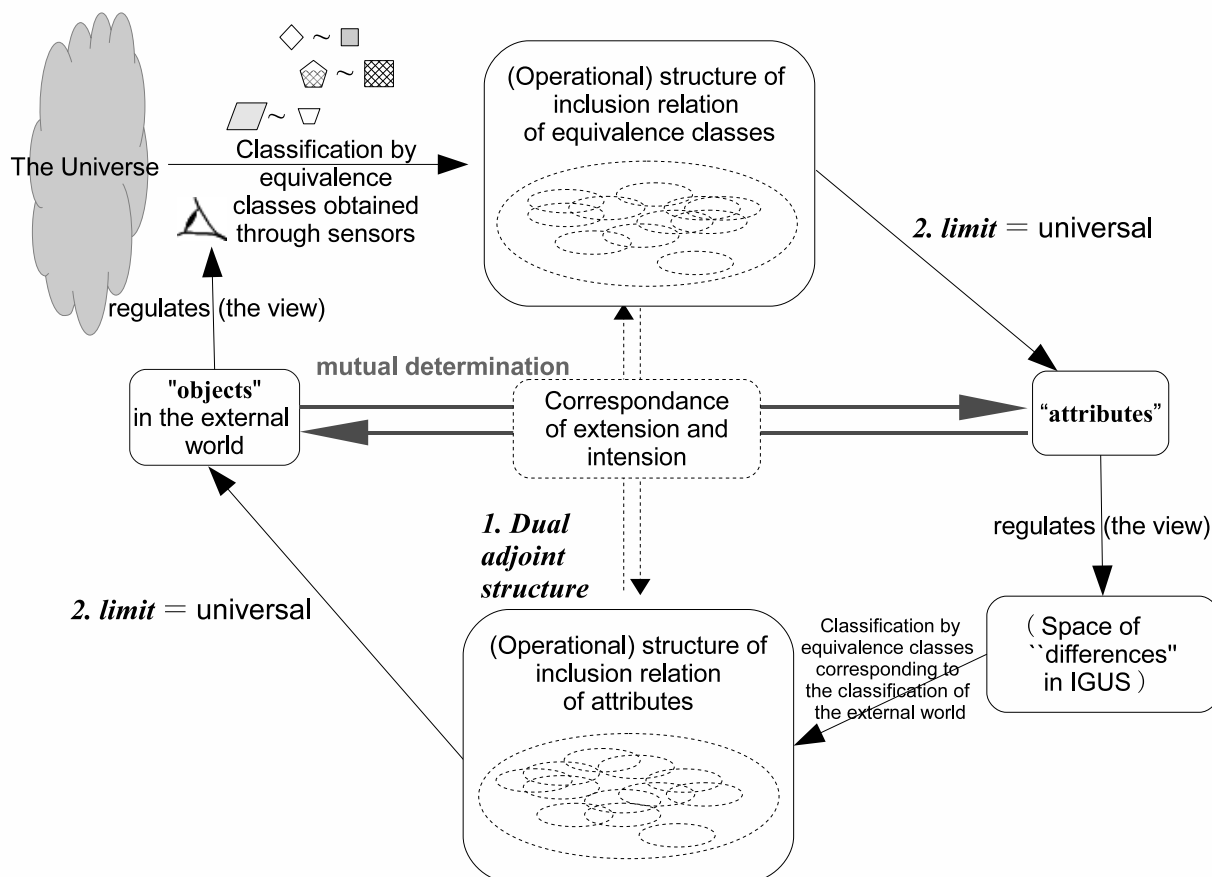 ∼
∼
∼
The Universe
Classification by
equivalence
classes obtained
through sensors
(Operational) structure of
inclusion relation
of equivalence classes
2. limit = universal
regulates (the view)
mutual determination
"objects"
in the external
world
Correspondance
of extension and
intension
“attributes”
1. Dual
adjoint
structure
regulates (the view)
2. limit = universal
(Operational) structure of
inclusion relation
of attributes
Classification by
equivalence classes
corresponding to
the classification of
the external world
( Space of
``differences"
in IGUS )